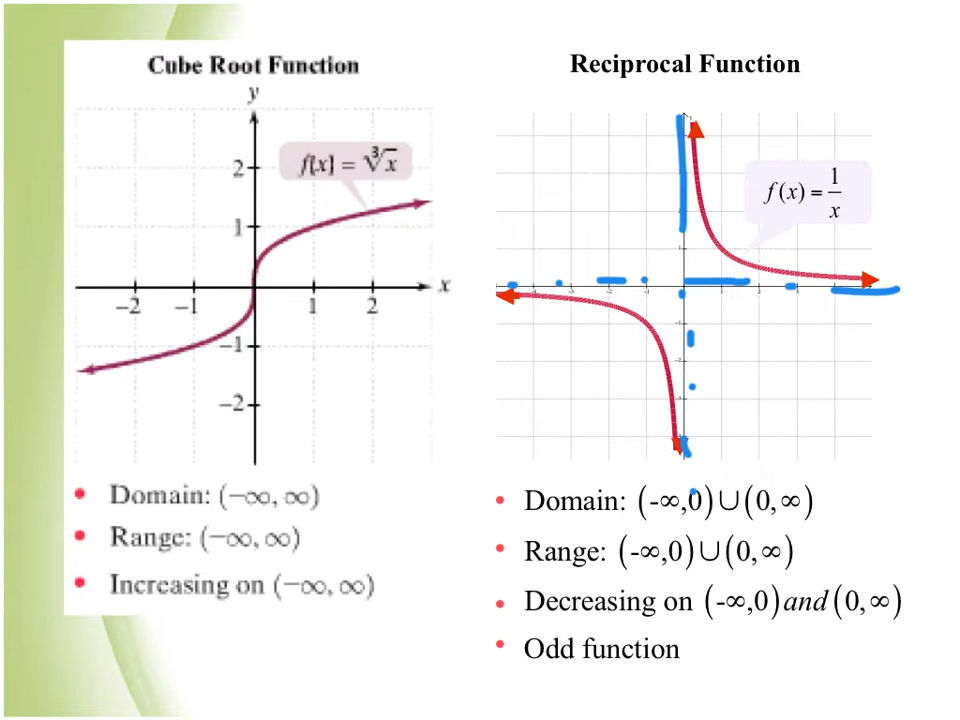 Cube Root Function
y
f[x] = ∛x
2
1
x
−2 −1 1 2
−1
−2
• Domain: (−∞, ∞)
• Range: (−∞, ∞)
• Increasing on (−∞, ∞)
Reciprocal Function
f(x) = 1/x
• Domain: (-∞,0)∪(0,∞)
• Range: (-∞,0)∪(0,∞)
• Decreasing on (-∞,0) and (0,∞)
• Odd function